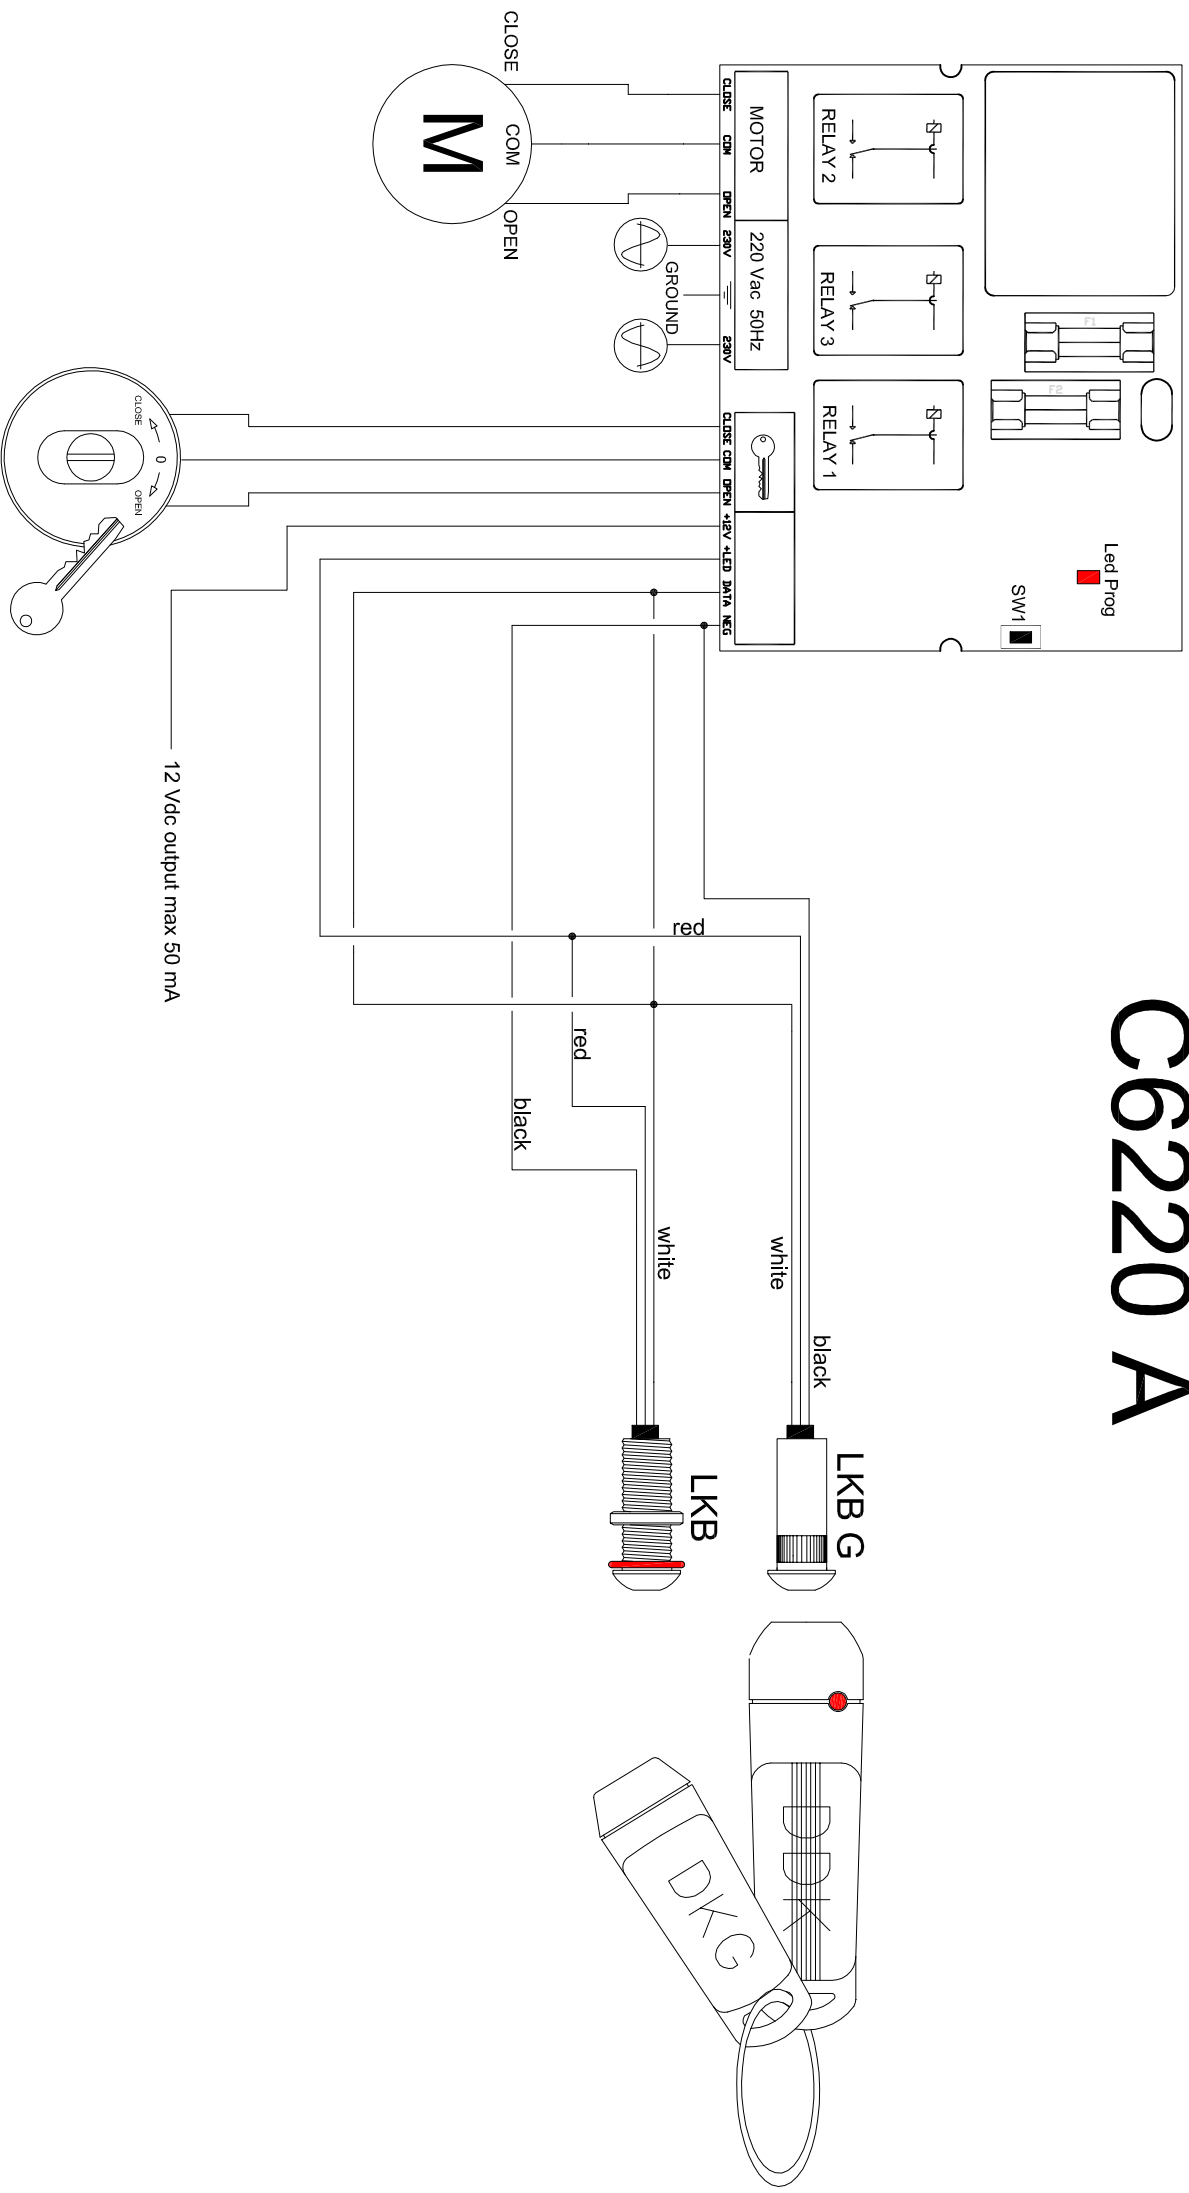 C6220 A
Led Prog
SW1
F1
F2
RELAY 2
RELAY 3
RELAY 1
MOTOR
220 Vac 50Hz
CLOSE
COM
OPEN
230V
230V
CLOSE
COM
OPEN
+12V
+LED
DATA
NEG
GROUND
CLOSE
COM
OPEN
M
CLOSE
0
OPEN
12 Vdc output max 50 mA
red
red
black
white
white
black
LKB G
LKB
DDK
DKG